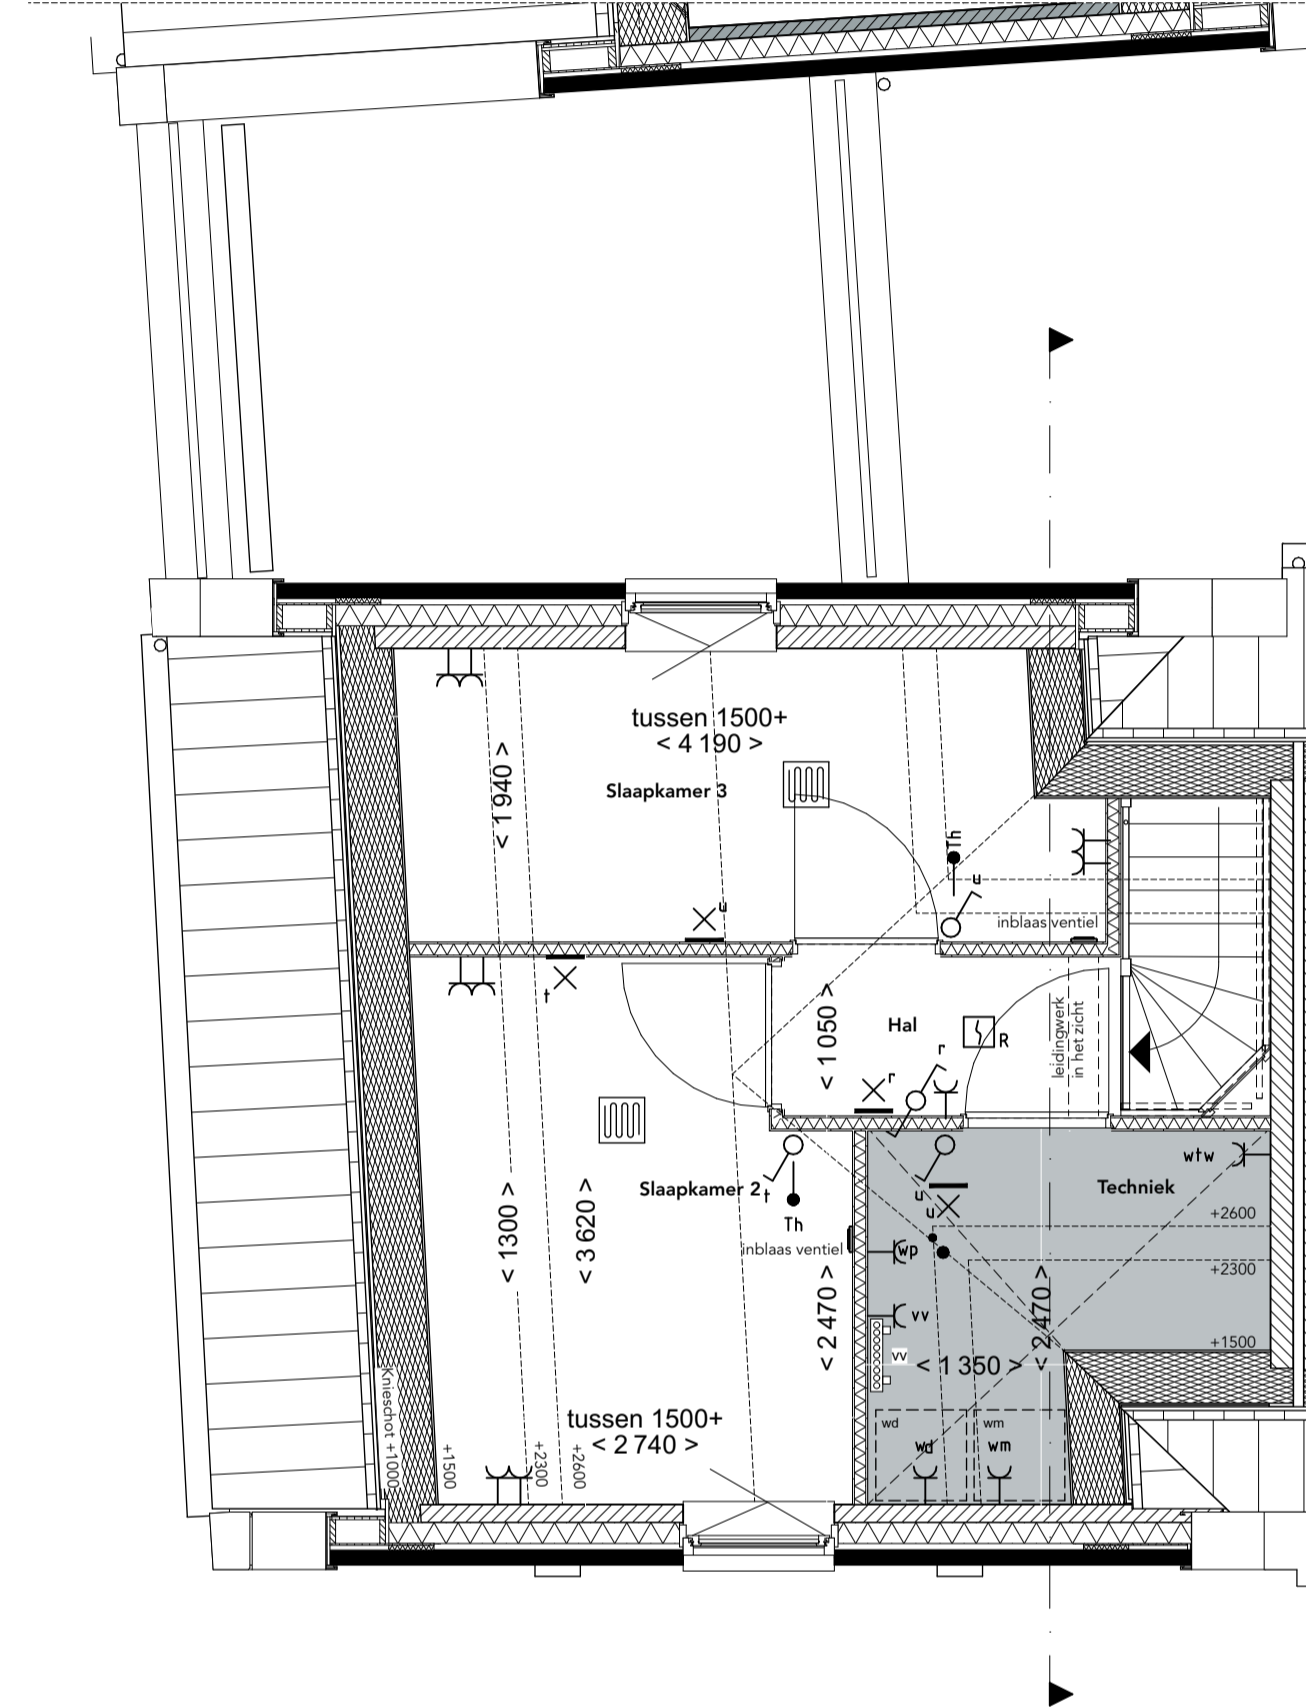 tussen 1500+
< 4 190 >
< 1 940 >
Slaapkamer 3
Th
u
u
inblaas ventiel
t
< 1 050 >
Hal
R
r
r
leidingwerk
in het zicht
< 1300 >
< 3 620 >
Slaapkamer 2
t
Th
inblaas ventiel
< 2 470 >
wtw
Techniek
u
u
+2600
wp
+2300
< 2 470 >
vv
+1500
vv
< 1 350 >
Knieschot +1000
tussen 1500+
< 2 740 >
+1500
+2300
+2600
wd
wm
wd
wm